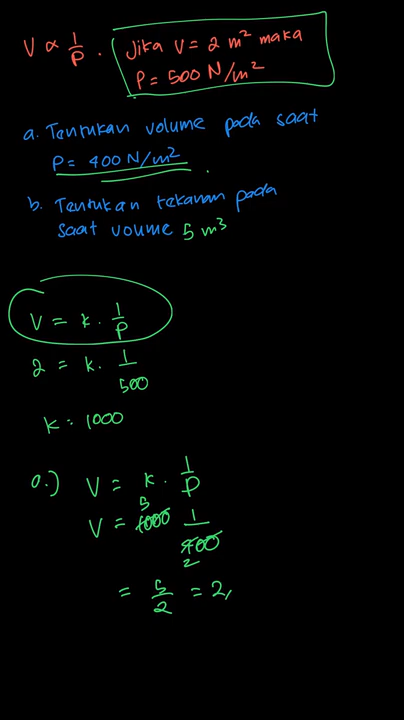 V ∝ 1/P . Jika V = 2 m² maka
P = 500 N/m²
a. Tentukan volume pada saat
P = 400 N/m² .
b. Tentukan tekanan pada
saat voume 5 m³
V = k . 1/P
2 = k . 1/500
k = 1000
a.) V = k . 1/P
V = 1000 5 1/400 2
= 5/2 = 2,